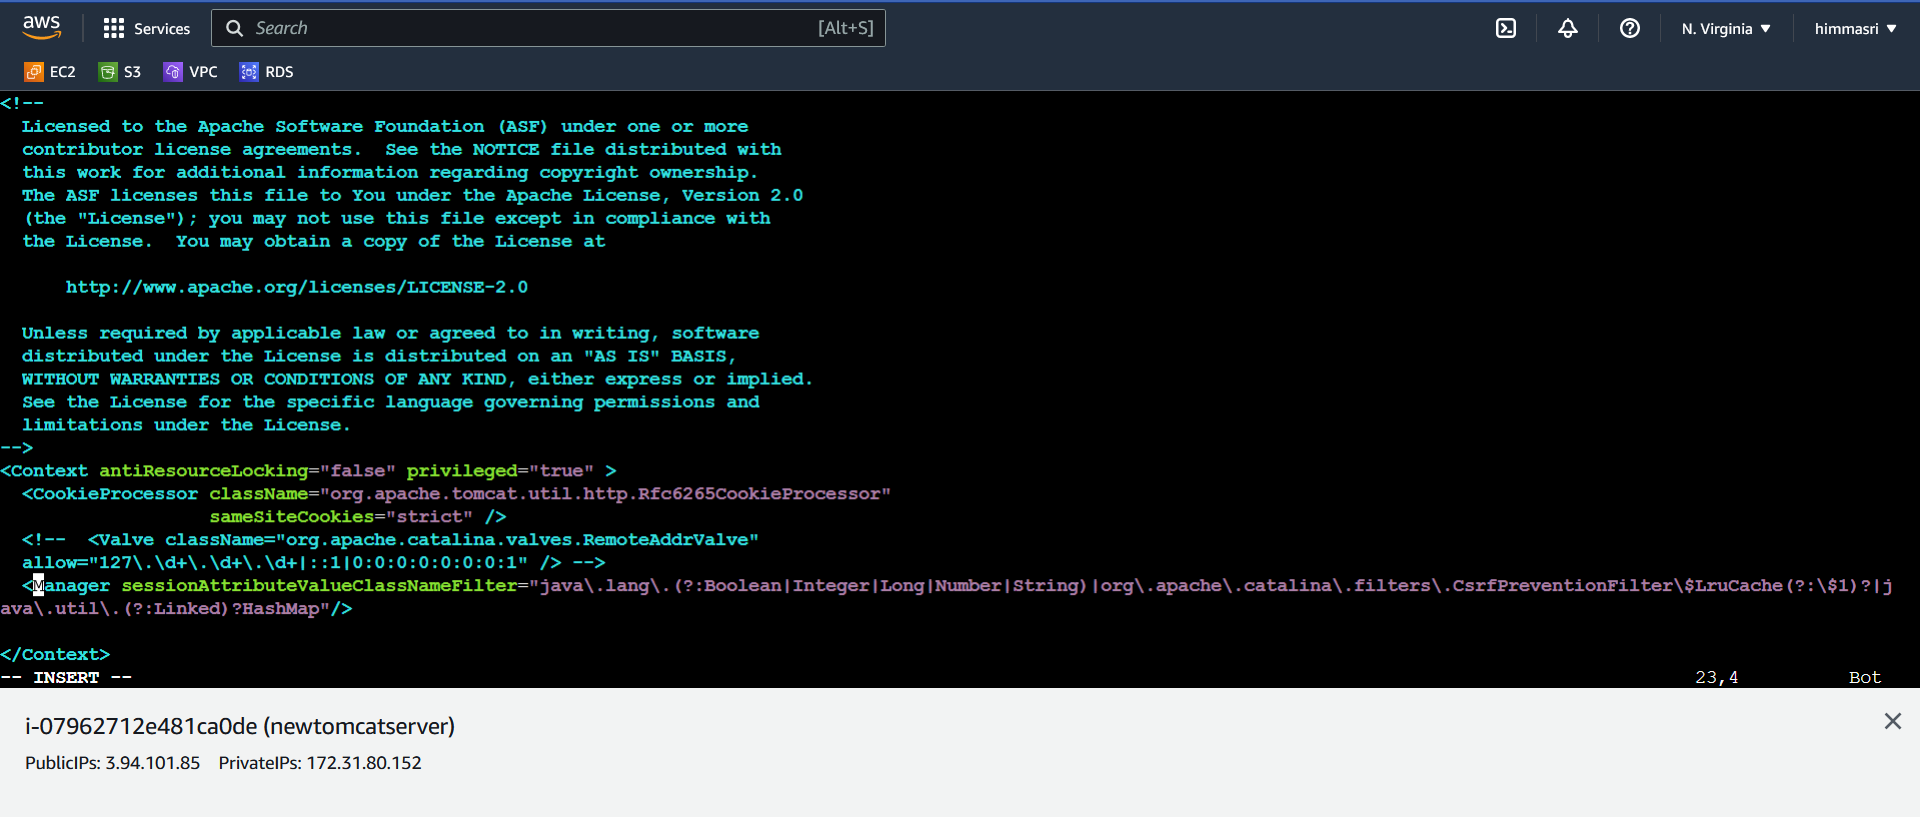 aws Services Search [Alt+S] N. Virginia ▼ himmasri ▼
EC2 S3 VPC RDS
<!--
  Licensed to the Apache Software Foundation (ASF) under one or more
  contributor license agreements.  See the NOTICE file distributed with
  this work for additional information regarding copyright ownership.
  The ASF licenses this file to You under the Apache License, Version 2.0
  (the "License"); you may not use this file except in compliance with
  the License.  You may obtain a copy of the License at
      http://www.apache.org/licenses/LICENSE-2.0
  Unless required by applicable law or agreed to in writing, software
  distributed under the License is distributed on an "AS IS" BASIS,
  WITHOUT WARRANTIES OR CONDITIONS OF ANY KIND, either express or implied.
  See the License for the specific language governing permissions and
  limitations under the License.
-->
<Context antiResourceLocking="false" privileged="true" >
  <CookieProcessor className="org.apache.tomcat.util.http.Rfc6265CookieProcessor"
                   sameSiteCookies="strict" />
  <!--  <Valve className="org.apache.catalina.valves.RemoteAddrValve"
  allow="127\.\d+\.\d+\.\d+|::1|0:0:0:0:0:0:0:1" /> -->
  <Manager sessionAttributeValueClassNameFilter="java\.lang\.(?:Boolean|Integer|Long|Number|String)|org\.apache\.catalina\.filters\.CsrfPreventionFilter\$LruCache(?:\$1)?|j
ava\.util\.(?:Linked)?HashMap"/>
</Context>
-- INSERT -- 23,4 Bot
i-07962712e481ca0de (newtomcatserver)
PublicIPs: 3.94.101.85 PrivateIPs: 172.31.80.152